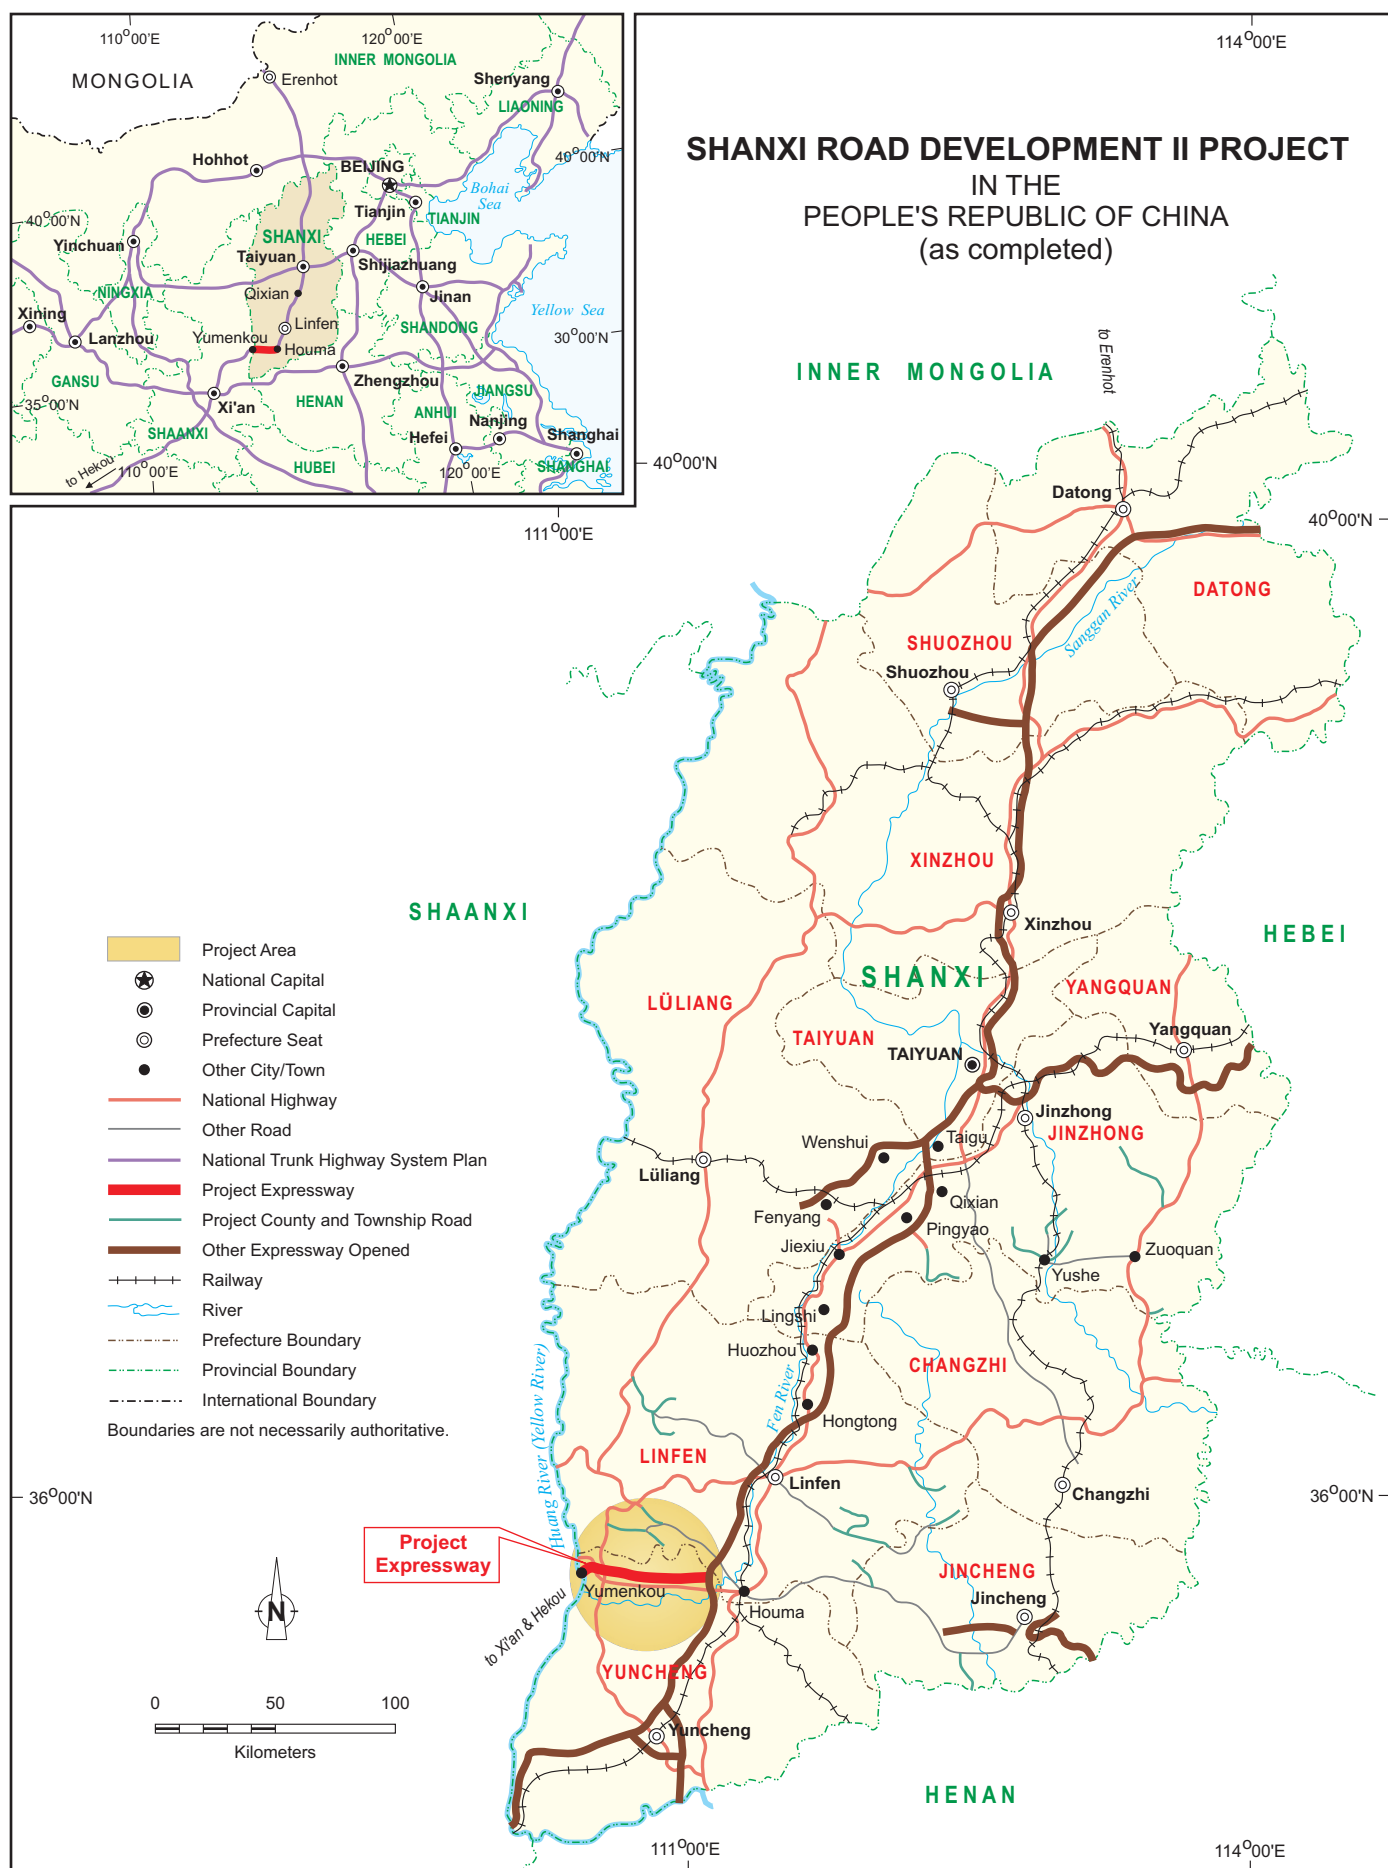 110°00'E
120°00'E
MONGOLIA
INNER MONGOLIA
Erenhot
Shenyang
LIAONING
Hohhot
BEIJING
40°00'N
Bohai
Sea
Tianjin
TIANJIN
40°00'N
SHANXI
HEBEI
Yinchuan
Taiyuan
Shijiazhuang
NINGXIA
Qixian
Jinan
Xining
Linfen
SHANDONG
Yellow Sea
Lanzhou
Yumenkou
Houma
30°00'N
GANSU
Zhengzhou
JIANGSU
35°00'N
Xi'an
HENAN
ANHUI
Nanjing
SHAANXI
Hefei
Shanghai
to Hekou
110°00'E
HUBEI
120°00'E
SHANGHAI
114°00'E
SHANXI ROAD DEVELOPMENT II PROJECT
IN THE
PEOPLE'S REPUBLIC OF CHINA
(as completed)
to Erenhot
INNER MONGOLIA
40°00'N
111°00'E
Datong
40°00'N
DATONG
Sanggan River
SHUOZHOU
Shuozhou
XINZHOU
SHAANXI
Xinzhou
HEBEI
SHANXI
YANGQUAN
LÜLIANG
TAIYUAN
Yangquan
TAIYUAN
Jinzhong
JINZHONG
Wenshui
Taigu
Lüliang
Qixian
Fenyang
Pingyao
Jiexiu
Zuoquan
Yushe
Lingshi
Huozhou
CHANGZHI
Fen River
Hongtong
Huang River (Yellow River)
LINFEN
Linfen
Changzhi
36°00'N
36°00'N
Project
Expressway
JINCHENG
Yumenkou
Jincheng
Houma
to Xi'an & Hekou
YUNCHENG
Yuncheng
HENAN
111°00'E
114°00'E
Project Area
National Capital
Provincial Capital
Prefecture Seat
Other City/Town
National Highway
Other Road
National Trunk Highway System Plan
Project Expressway
Project County and Township Road
Other Expressway Opened
Railway
River
Prefecture Boundary
Provincial Boundary
International Boundary
Boundaries are not necessarily authoritative.
N
0 50 100
Kilometers